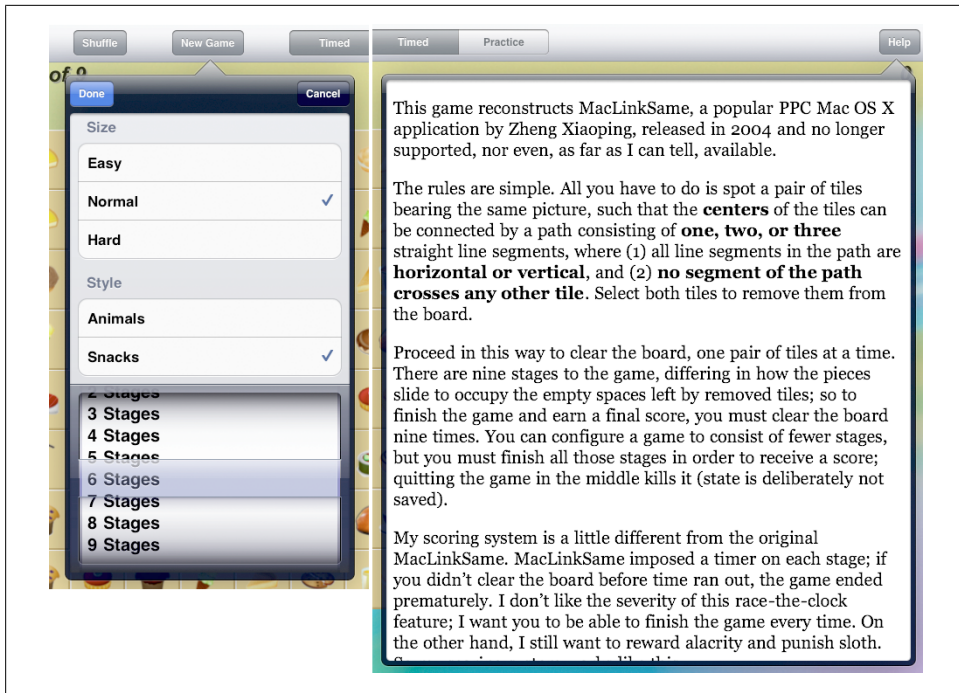 Shuffle
New Game
Timed
of 9
Done
Cancel
Size
Easy
Normal
Hard
Style
Animals
Snacks
2 Stages
3 Stages
4 Stages
5 Stages
6 Stages
7 Stages
8 Stages
9 Stages
Timed
Practice
Help
This game reconstructs MacLinkSame, a popular PPC Mac OS X
application by Zheng Xiaoping, released in 2004 and no longer
supported, nor even, as far as I can tell, available.
The rules are simple. All you have to do is spot a pair of tiles
bearing the same picture, such that the centers of the tiles can
be connected by a path consisting of one, two, or three
straight line segments, where (1) all line segments in the path are
horizontal or vertical, and (2) no segment of the path
crosses any other tile. Select both tiles to remove them from
the board.
Proceed in this way to clear the board, one pair of tiles at a time.
There are nine stages to the game, differing in how the pieces
slide to occupy the empty spaces left by removed tiles; so to
finish the game and earn a final score, you must clear the board
nine times. You can configure a game to consist of fewer stages,
but you must finish all those stages in order to receive a score;
quitting the game in the middle kills it (state is deliberately not
saved).
My scoring system is a little different from the original
MacLinkSame. MacLinkSame imposed a timer on each stage; if
you didn't clear the board before time ran out, the game ended
prematurely. I don't like the severity of this race-the-clock
feature; I want you to be able to finish the game every time. On
the other hand, I still want to reward alacrity and punish sloth.